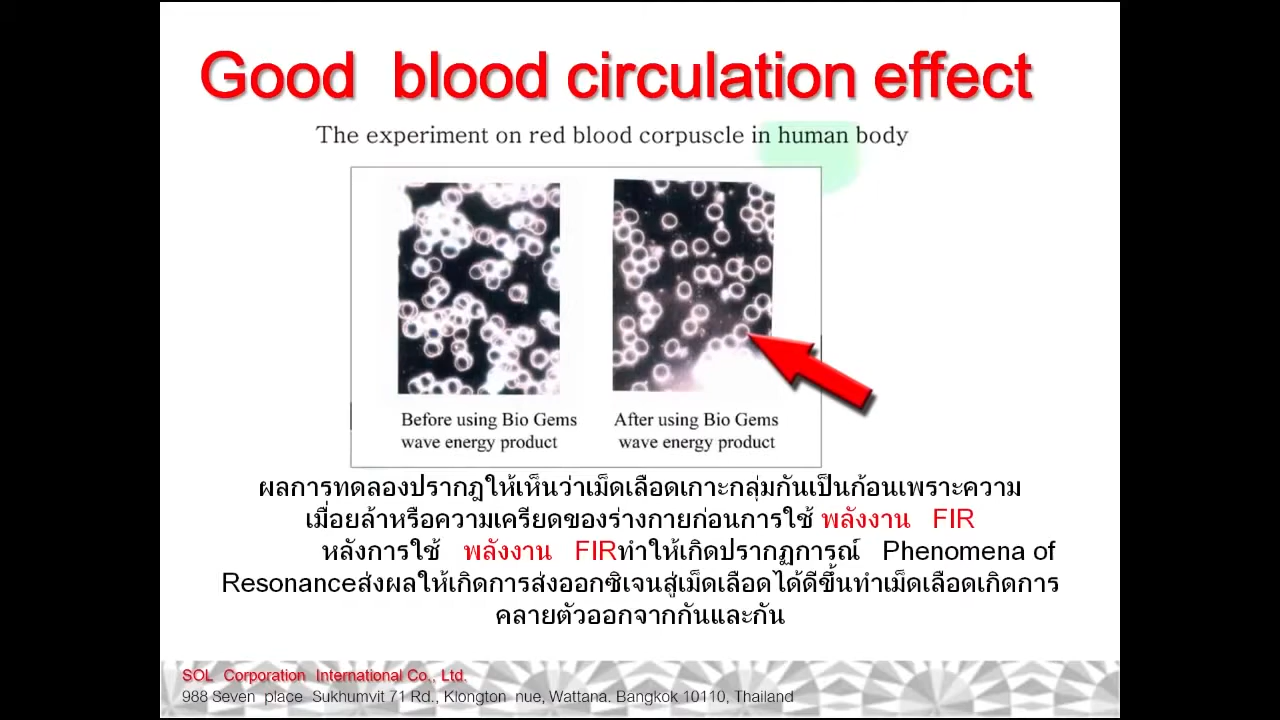 Good blood circulation effect
The experiment on red blood corpuscle in human body
Before using Bio Gems
wave energy product
After using Bio Gems
wave energy product
ผลการทดลองปรากฎให้เห็นว่าเม็ดเลือดเกาะกลุ่มกันเป็นก้อนเพราะความ
เมื่อยล้าหรือความเครียดของร่างกายก่อนการใช้ พลังงาน FIR
หลังการใช้ พลังงาน FIRทำให้เกิดปรากฏการณ์ Phenomena of
Resonanceส่งผลให้เกิดการส่งออกซิเจนสู่เม็ดเลือดได้ดีขึ้นทำเม็ดเลือดเกิดการ
คลายตัวออกจากกันและกัน
SOL Corporation International Co., Ltd.
988 Seven place Sukhumvit 71 Rd., Klongton nue, Wattana. Bangkok 10110, Thailand